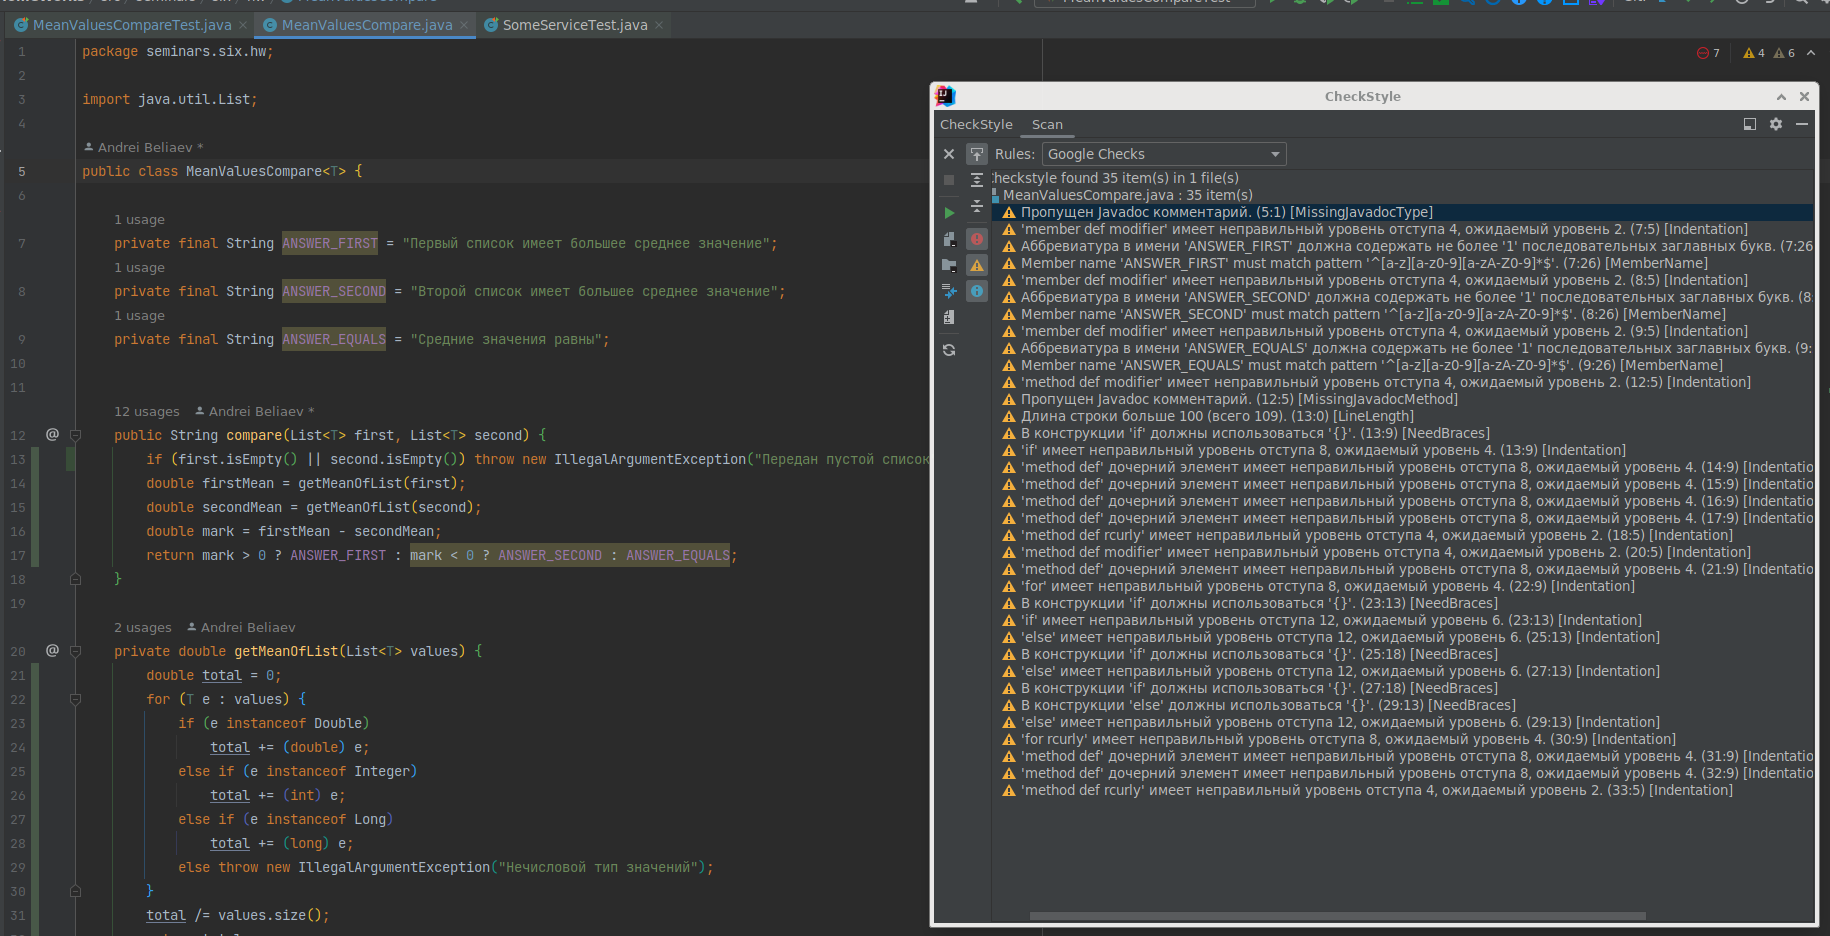 MeanValuesCompareTest.java
MeanValuesCompare.java
SomeServiceTest.java
7
4
6
1 package seminars.six.hw;
2
3 import java.util.List;
4
Andrei Beliaev *
5 public class MeanValuesCompare<T> {
6
1 usage
7 private final String ANSWER_FIRST = "Первый список имеет большее среднее значение";
1 usage
8 private final String ANSWER_SECOND = "Второй список имеет большее среднее значение";
1 usage
9 private final String ANSWER_EQUALS = "Средние значения равны";
10
11
12 usages Andrei Beliaev *
12 @ public String compare(List<T> first, List<T> second) {
13 if (first.isEmpty() || second.isEmpty()) throw new IllegalArgumentException("Передан пустой список
14 double firstMean = getMeanOfList(first);
15 double secondMean = getMeanOfList(second);
16 double mark = firstMean - secondMean;
17 return mark > 0 ? ANSWER_FIRST : mark < 0 ? ANSWER_SECOND : ANSWER_EQUALS;
18 }
19
2 usages Andrei Beliaev
20 @ private double getMeanOfList(List<T> values) {
21 double total = 0;
22 for (T e : values) {
23 if (e instanceof Double)
24 total += (double) e;
25 else if (e instanceof Integer)
26 total += (int) e;
27 else if (e instanceof Long)
28 total += (long) e;
29 else throw new IllegalArgumentException("Нечисловой тип значений");
30 }
31 total /= values.size();
CheckStyle
CheckStyle Scan
Rules: Google Checks
heckstyle found 35 item(s) in 1 file(s)
MeanValuesCompare.java : 35 item(s)
Пропущен Javadoc комментарий. (5:1) [MissingJavadocType]
'member def modifier' имеет неправильный уровень отступа 4, ожидаемый уровень 2. (7:5) [Indentation]
Аббревиатура в имени 'ANSWER_FIRST' должна содержать не более '1' последовательных заглавных букв. (7:26
Member name 'ANSWER_FIRST' must match pattern '^[a-z][a-z0-9][a-zA-Z0-9]*$'. (7:26) [MemberName]
'member def modifier' имеет неправильный уровень отступа 4, ожидаемый уровень 2. (8:5) [Indentation]
Аббревиатура в имени 'ANSWER_SECOND' должна содержать не более '1' последовательных заглавных букв. (8:
Member name 'ANSWER_SECOND' must match pattern '^[a-z][a-z0-9][a-zA-Z0-9]*$'. (8:26) [MemberName]
'member def modifier' имеет неправильный уровень отступа 4, ожидаемый уровень 2. (9:5) [Indentation]
Аббревиатура в имени 'ANSWER_EQUALS' должна содержать не более '1' последовательных заглавных букв. (9:
Member name 'ANSWER_EQUALS' must match pattern '^[a-z][a-z0-9][a-zA-Z0-9]*$'. (9:26) [MemberName]
'method def modifier' имеет неправильный уровень отступа 4, ожидаемый уровень 2. (12:5) [Indentation]
Пропущен Javadoc комментарий. (12:5) [MissingJavadocMethod]
Длина строки больше 100 (всего 109). (13:0) [LineLength]
В конструкции 'if' должны использоваться '{}'. (13:9) [NeedBraces]
'if' имеет неправильный уровень отступа 8, ожидаемый уровень 4. (13:9) [Indentation]
'method def' дочерний элемент имеет неправильный уровень отступа 8, ожидаемый уровень 4. (14:9) [Indentatio
'method def' дочерний элемент имеет неправильный уровень отступа 8, ожидаемый уровень 4. (15:9) [Indentatio
'method def' дочерний элемент имеет неправильный уровень отступа 8, ожидаемый уровень 4. (16:9) [Indentatio
'method def' дочерний элемент имеет неправильный уровень отступа 8, ожидаемый уровень 4. (17:9) [Indentatio
'method def rcurly' имеет неправильный уровень отступа 4, ожидаемый уровень 2. (18:5) [Indentation]
'method def modifier' имеет неправильный уровень отступа 4, ожидаемый уровень 2. (20:5) [Indentation]
'method def' дочерний элемент имеет неправильный уровень отступа 8, ожидаемый уровень 4. (21:9) [Indentatio
'for' имеет неправильный уровень отступа 8, ожидаемый уровень 4. (22:9) [Indentation]
В конструкции 'if' должны использоваться '{}'. (23:13) [NeedBraces]
'if' имеет неправильный уровень отступа 12, ожидаемый уровень 6. (23:13) [Indentation]
'else' имеет неправильный уровень отступа 12, ожидаемый уровень 6. (25:13) [Indentation]
В конструкции 'if' должны использоваться '{}'. (25:18) [NeedBraces]
'else' имеет неправильный уровень отступа 12, ожидаемый уровень 6. (27:13) [Indentation]
В конструкции 'if' должны использоваться '{}'. (27:18) [NeedBraces]
В конструкции 'else' должны использоваться '{}'. (29:13) [NeedBraces]
'else' имеет неправильный уровень отступа 12, ожидаемый уровень 6. (29:13) [Indentation]
'for rcurly' имеет неправильный уровень отступа 8, ожидаемый уровень 4. (30:9) [Indentation]
'method def' дочерний элемент имеет неправильный уровень отступа 8, ожидаемый уровень 4. (31:9) [Indentatio
'method def' дочерний элемент имеет неправильный уровень отступа 8, ожидаемый уровень 4. (32:9) [Indentatio
'method def rcurly' имеет неправильный уровень отступа 4, ожидаемый уровень 2. (33:5) [Indentation]